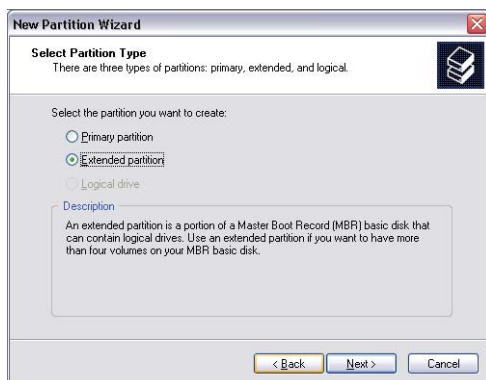 New Partition Wizard
Select Partition Type
There are three types of partitions: primary, extended, and logical.
Select the partition you want to create:
Primary partition
Extended partition
Logical drive
Description
An extended partition is a portion of a Master Boot Record (MBR) basic disk that
can contain logical drives. Use an extended partition if you want to have more
than four volumes on your MBR basic disk.
< Back Next > Cancel